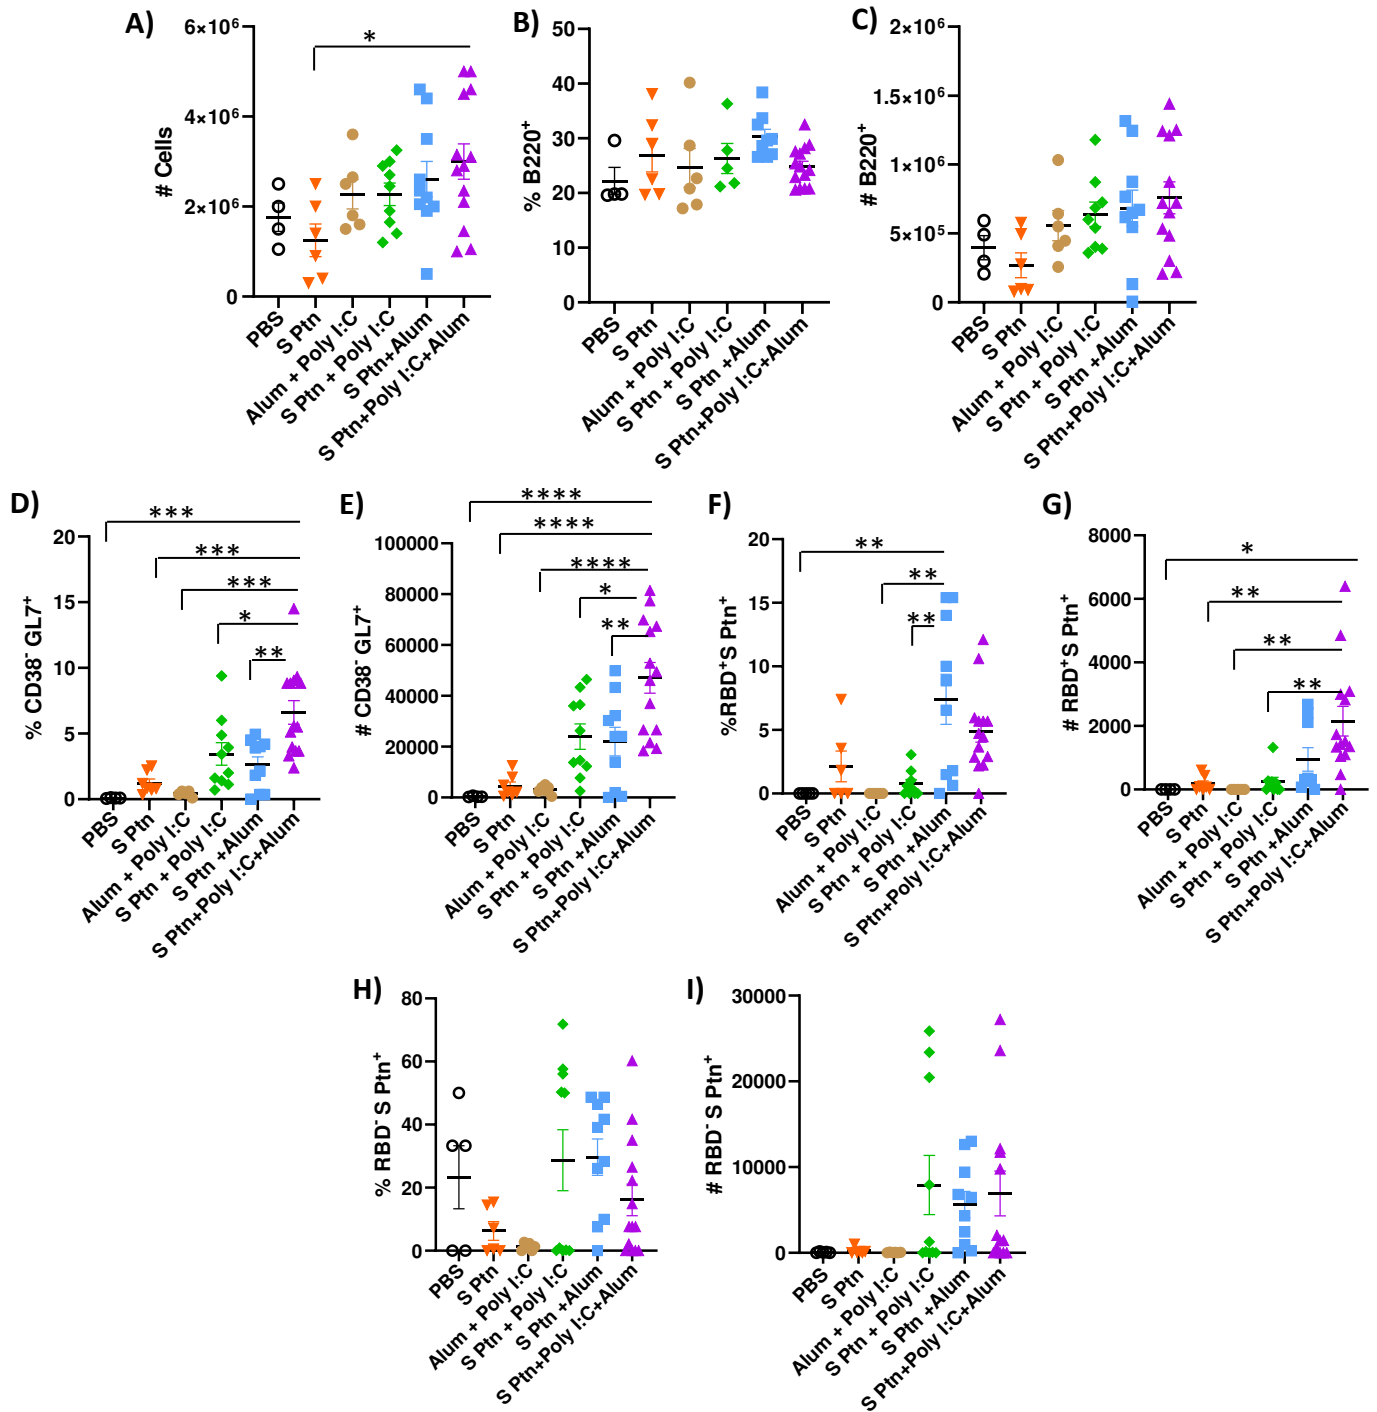 A)
*
6×10⁶
4×10⁶
2×10⁶
0
# Cells
PBS
S Ptn
Alum + Poly I:C
S Ptn + Poly I:C
S Ptn+Alum
S Ptn+Poly I:C+Alum
B)
50
40
30
20
10
0
% B220⁺
PBS
S Ptn
Alum + Poly I:C
S Ptn + Poly I:C
S Ptn +Alum
S Ptn+Poly I:C+Alum
C)
2×10⁶
1.5×10⁶
1×10⁶
5×10⁵
0
# B220⁺
PBS
S Ptn
Alum + Poly I:C
S Ptn + Poly I:C
S Ptn +Alum
S Ptn+Poly I:C+Alum
D)
***
***
***
*
**
20
15
10
5
0
% CD38⁻ GL7⁺
PBS
S Ptn
Alum + Poly I:C
S Ptn + Poly I:C
S Ptn +Alum
S Ptn+Poly I:C+Alum
E)
****
****
****
*
**
100000
80000
60000
40000
20000
0
# CD38⁻ GL7⁺
PBS
S Ptn
Alum + Poly I:C
S Ptn + Poly I:C
S Ptn +Alum
S Ptn+Poly I:C+Alum
F)
**
**
**
20
15
10
5
0
%RBD⁺S Ptn⁺
PBS
S Ptn
Alum + Poly I:C
S Ptn + Poly I:C
S Ptn +Alum
S Ptn+Poly I:C+Alum
G)
*
**
**
**
8000
6000
4000
2000
0
# RBD⁺S Ptn⁺
PBS
S Ptn
Alum + Poly I:C
S Ptn + Poly I:C
S Ptn +Alum
S Ptn+Poly I:C+Alum
H)
80
60
40
20
0
% RBD⁻ S Ptn⁺
PBS
S Ptn
Alum + Poly I:C
S Ptn + Poly I:C
S Ptn +Alum
S Ptn+Poly I:C+Alum
I)
30000
20000
10000
0
# RBD⁻ S Ptn⁺
PBS
S Ptn
Alum + Poly I:C
S Ptn + Poly I:C
S Ptn +Alum
S Ptn+Poly I:C+Alum